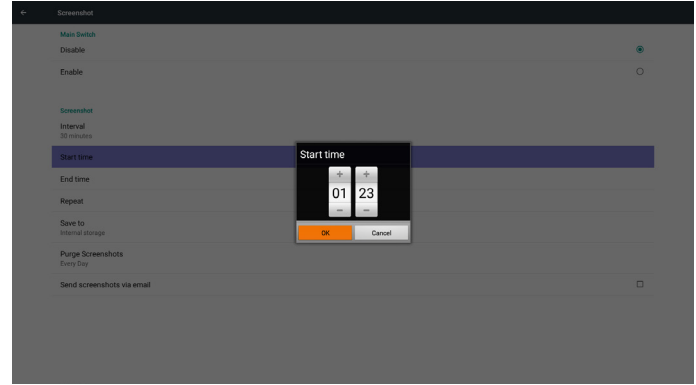 Screenshot
Main Switch
Disable
Enable
Screenshot
Interval
30 minutes
Start time
End time
Repeat
Save to
Internal storage
Purge Screenshots
Every Day
Send screenshots via email
Start time
+ +
01 23
− −
OK Cancel